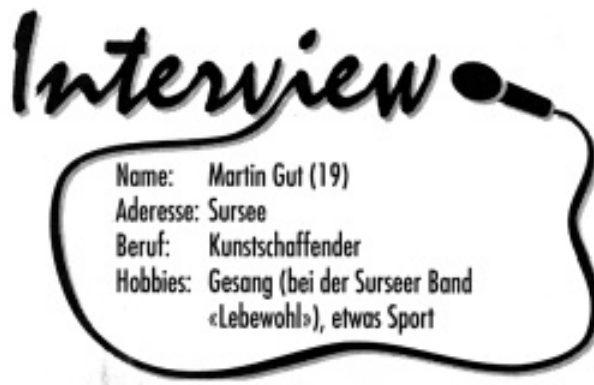 Interview
Name: Martin Gut (19)
Aderesse: Sursee
Beruf: Kunstschaffender
Hobbies: Gesang (bei der Surseer Band
«Lebewohl»), etwas Sport